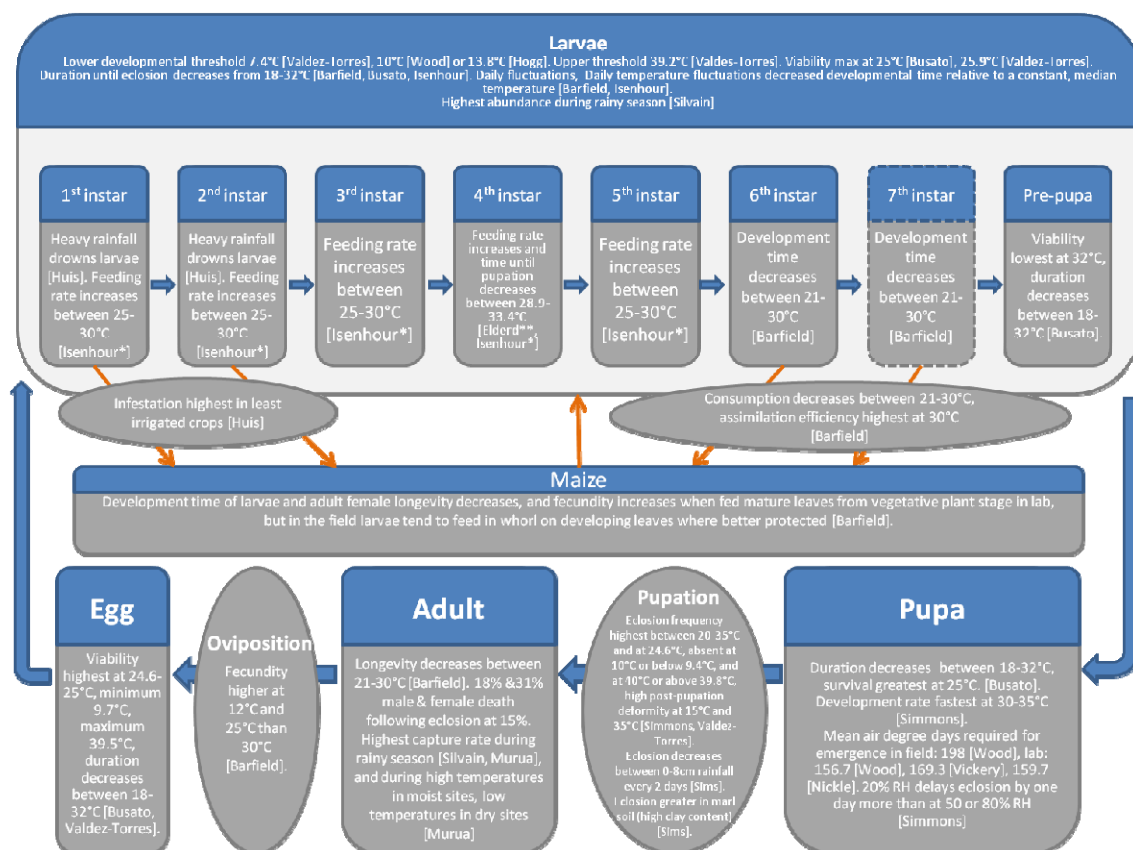 Larvae
Lower developmental threshold 7.4°C [Valdez-Torres], 10°C [Wood] or 13.8°C [Hogg]. Upper threshold 39.2°C [Valdes-Torres]. Viability max at 25°C [Busato], 25.9°C [Valdez-Torres].
Duration until eclosion decreases from 18-32°C [Barfield, Busato, Isenhour]. Daily fluctuations, Daily temperature fluctuations decreased developmental time relative to a constant, median
temperature [Barfield, Isenhour].
Highest abundance during rainy season [Silvain]
1st instar
Heavy rainfall
drowns larvae
[Huis]. Feeding
rate increases
between 25-
30°C
[Isenhour*]
2nd instar
Heavy rainfall
drowns larvae
[Huis]. Feeding
rate increases
between 25-
30°C
[Isenhour*]
3rd instar
Feeding rate
increases
between
25-30°C
[Isenhour*]
4th instar
Feeding rate
increases and
time until
pupation
decreases
between 28.9-
33.4°C
[Elderd**,
Isenhour*]
5th instar
Feeding rate
increases
between
25-30°C
[Isenhour*]
6th instar
Development
time
decreases
between 21-
30°C
[Barfield]
7th instar
Development
time
decreases
between 21-
30°C
[Barfield]
Pre-pupa
Viability
lowest at 32°C,
duration
decreases
between 18-
32°C [Busato].
Infestation highest in least
irrigated crops [Huis]
Consumption decreases between 21-30°C,
assimilation efficiency highest at 30°C
[Barfield]
Maize
Development time of larvae and adult female longevity decreases, and fecundity increases when fed mature leaves from vegetative plant stage in lab,
but in the field larvae tend to feed in whorl on developing leaves where better protected [Barfield].
Egg
Viability
highest at 24.6-
25°C, minimum
9.7°C,
maximum
39.5°C,
duration
decreases
between 18-
32°C [Busato,
Valdez-Torres].
Oviposition
Fecundity
higher at
12°C and
25°C than
30°C
[Barfield].
Adult
Longevity decreases between
21-30°C [Barfield]. 18% &31%
male & female death
following eclosion at 15%.
Highest capture rate during
rainy season [Silvain, Murua],
and during high temperatures
in moist sites, low
temperatures in dry sites
[Murua]
Pupation
Eclosion frequency
highest between 20-35°C
and at 24.6°C, absent at
10°C or below 9.4°C, and
at 40°C or above 39.8°C,
high post-pupation
deformity at 15°C and
35°C [Simmons, Valdez-
Torres].
Eclosion decreases
between 0-8cm rainfall
every 2 days [Sims].
Eclosion greater in marl
soil (high clay content)
[Sims].
Pupa
Duration decreases between 18-32°C,
survival greatest at 25°C. [Busato].
Development rate fastest at 30-35°C
[Simmons].
Mean air degree days required for
emergence in field: 198 [Wood], lab:
156.7 [Wood], 169.3 [Vickery], 159.7
[Nickle]. 20% RH delays eclosion by one
day more than at 50 or 80% RH
[Simmons]